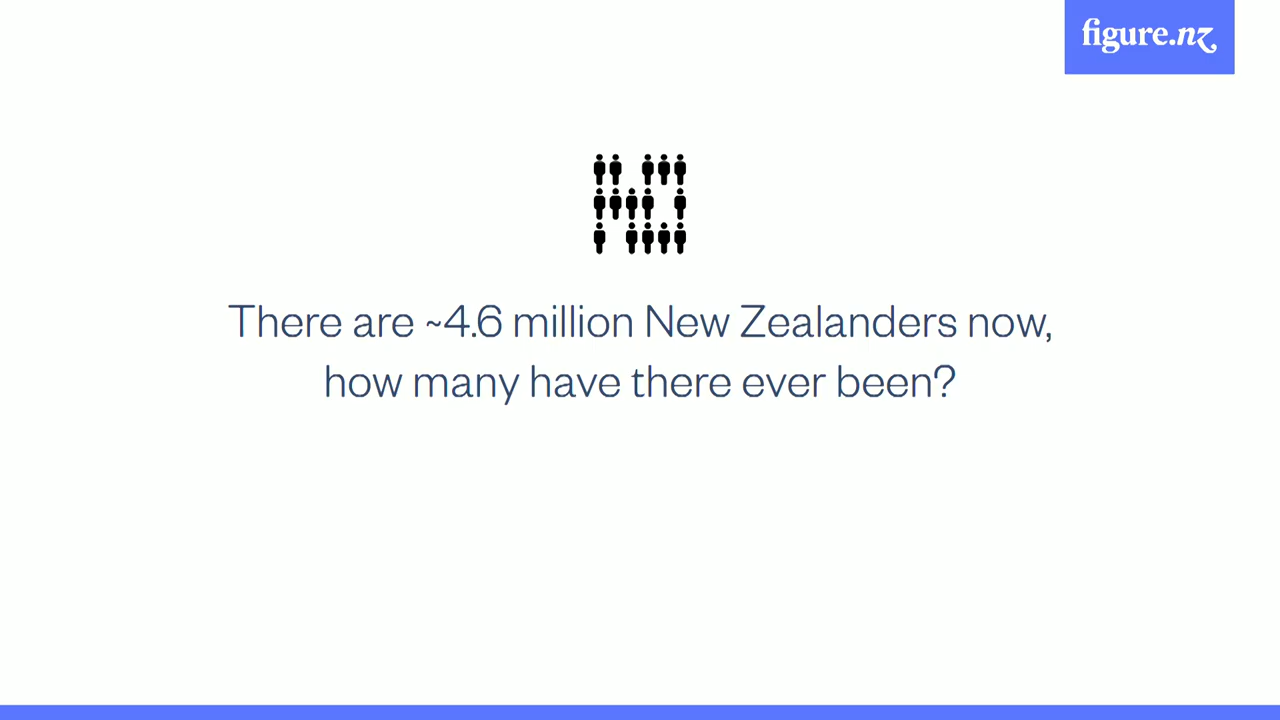 figure.nz
There are ~4.6 million New Zealanders now,
how many have there ever been?